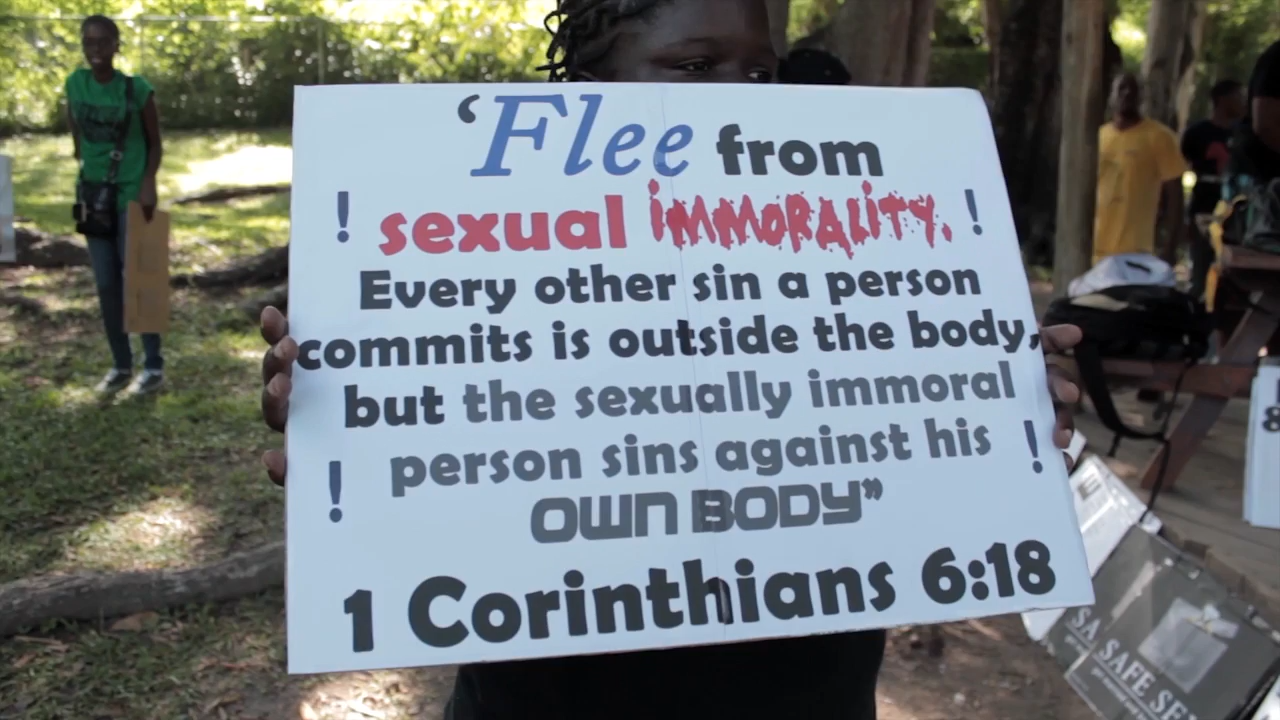 ‘Flee from
! sexual iMMORALiTY. !
Every other sin a person
commits is outside the body,
but the sexually immoral
! person sins against his !
OWN BODY”
1 Corinthians 6:18
SAFE SE